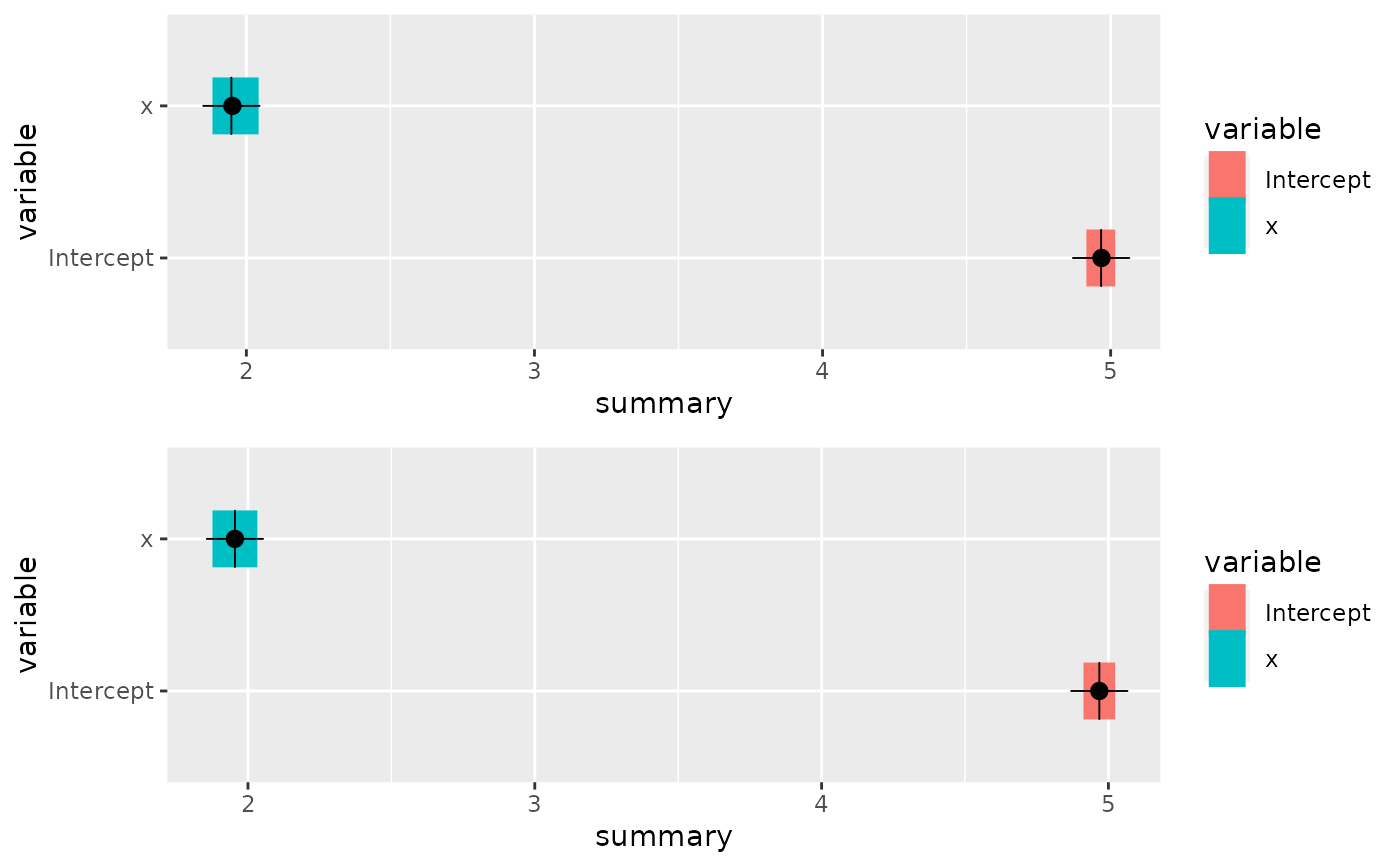 variable
x
Intercept
2 3 4 5
summary
variable
Intercept
x
variable
x
Intercept
2 3 4 5
summary
variable
Intercept
x